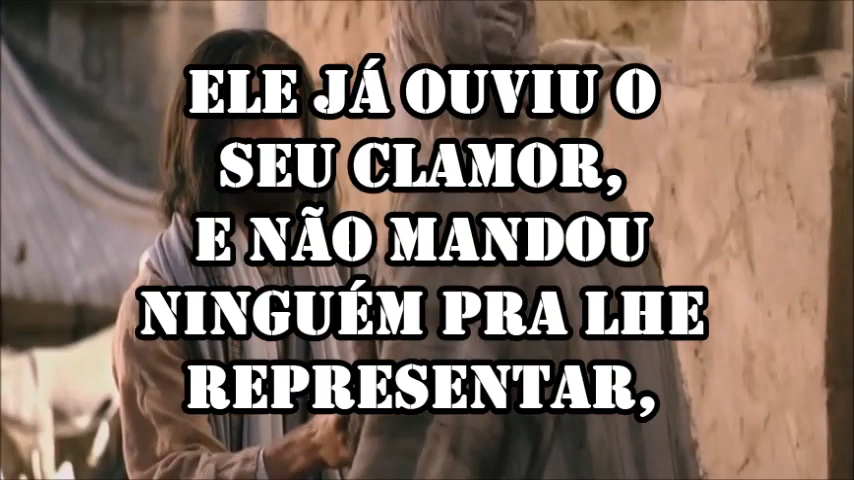 ELE JÁ OUVIU O
SEU CLAMOR,
E NÃO MANDOU
NINGUÉM PRA LHE
REPRESENTAR,